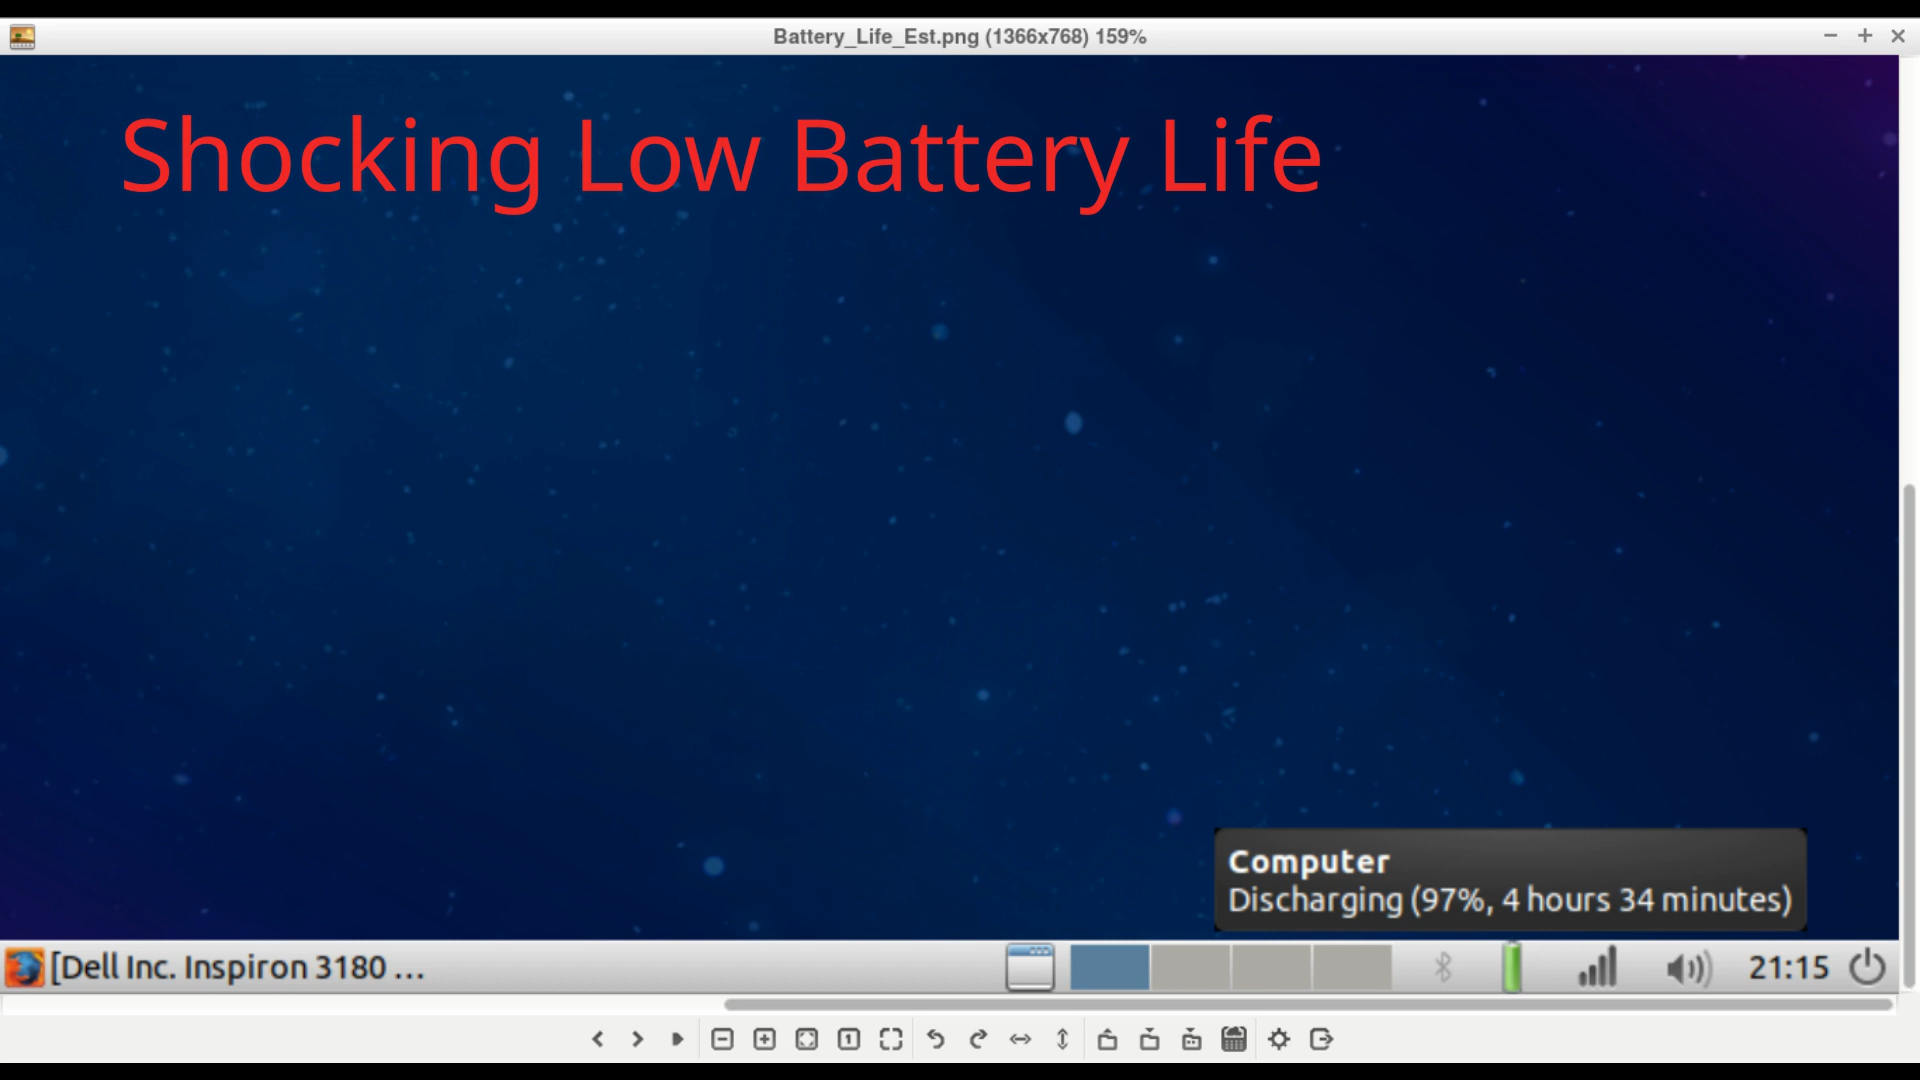 Battery_Life_Est.png (1366x768) 159%
Shocking Low Battery Life
Computer
Discharging (97%, 4 hours 34 minutes)
[Dell Inc. Inspiron 3180 ...
21:15
1